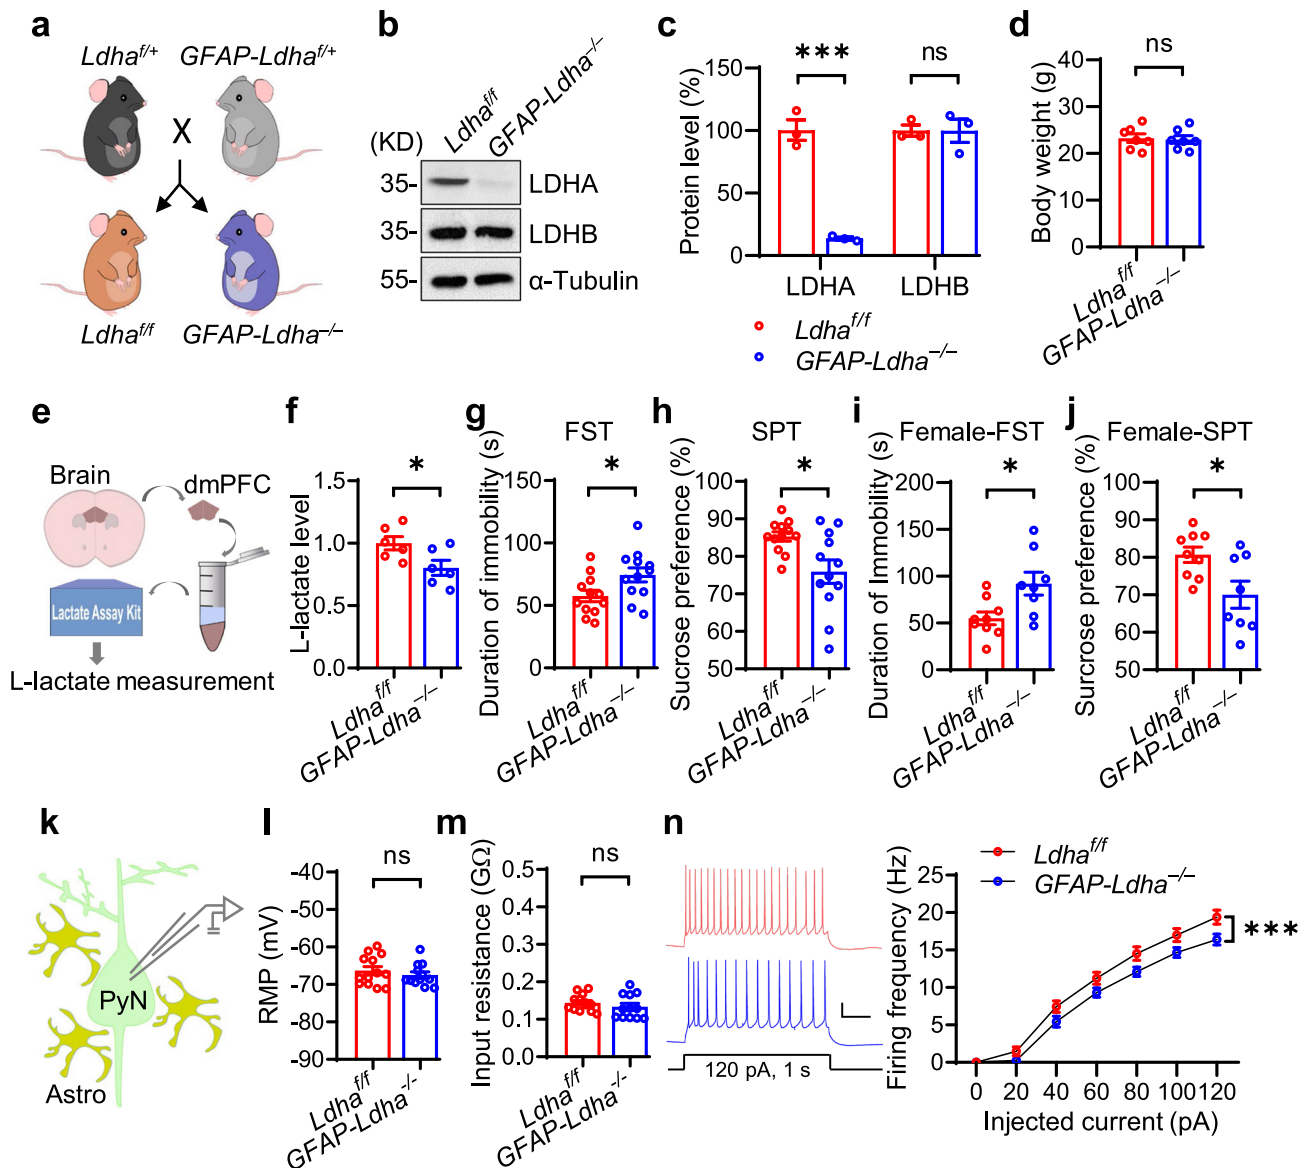 a
Ldha f/+
GFAP-Ldha f/+
X
Ldha f/f
GFAP-Ldha −/−
b
Ldha f/f
GFAP-Ldha −/−
(KD)
35-
LDHA
35-
LDHB
55-
α-Tubulin
c
Protein level (%)
150
100
50
0
***
ns
LDHA
LDHB
Ldha f/f
GFAP-Ldha −/−
d
Body weight (g)
40
30
20
10
0
ns
Ldha f/f
GFAP-Ldha −/−
e
Brain
dmPFC
Lactate Assay Kit
L-lactate measurement
f
L-lactate level
1.5
1.0
0.5
0.0
*
Ldha f/f
GFAP-Ldha −/−
g
FST
Duration of immobility (s)
150
100
50
0
*
Ldha f/f
GFAP-Ldha −/−
h
SPT
Sucrose preference (%)
100
90
80
70
60
50
*
Ldha f/f
GFAP-Ldha −/−
i
Female-FST
Duration of Immobility (s)
200
150
100
50
0
*
Ldha f/f
GFAP-Ldha −/−
j
Female-SPT
Surcrose preference (%)
100
90
80
70
60
50
*
Ldha f/f
GFAP-Ldha −/−
k
PyN
Astro
l
RMP (mV)
-40
-50
-60
-70
-80
-90
ns
Ldha f/f
GFAP-Ldha -/-
m
Input resistance (GΩ)
0.5
0.4
0.3
0.2
0.1
0.0
ns
Ldha f/f
GFAP-Ldha -/-
n
120 pA, 1 s
Firing frequency (Hz)
25
20
15
10
5
0
Ldha f/f
GFAP-Ldha −/−
***
0 20 40 60 80 100 120
Injected current (pA)